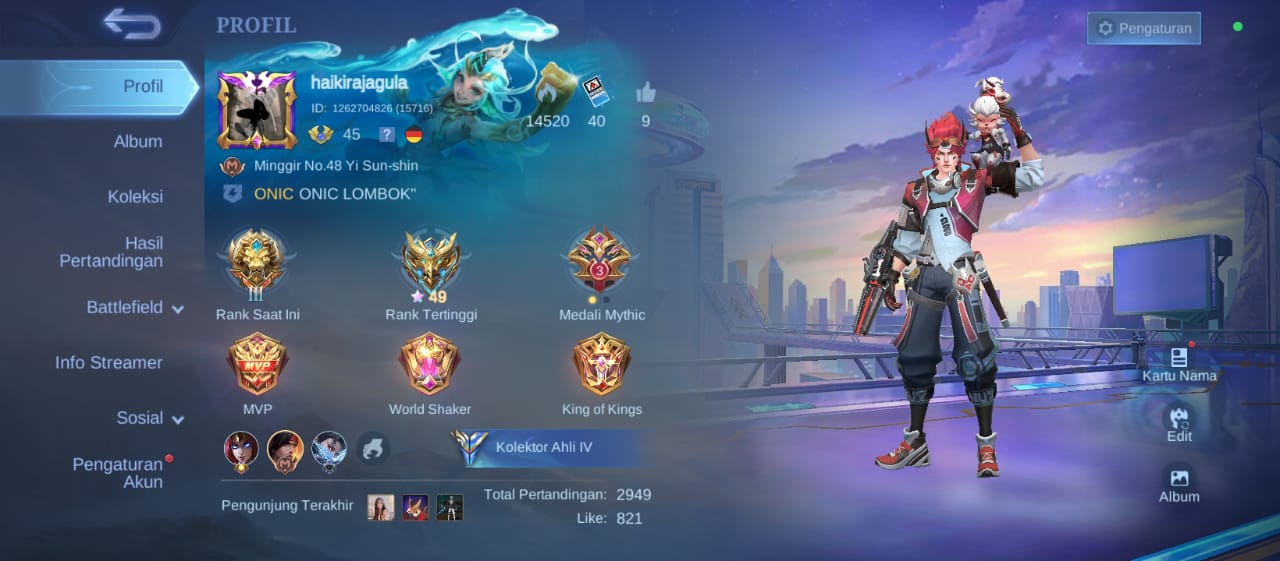 PROFIL
Pengaturan
Profil
Album
Koleksi
Hasil
Pertandingan
Battlefield
Info Streamer
Sosial
Pengaturan
Akun
haikirajagula
ID: 1262704826 (15716)
45
?
14520
40
9
Minggir No.48 Yi Sun-shin
ONIC ONIC LOMBOK"
III
Rank Saat Ini
49
Rank Tertinggi
3
Medali Mythic
MVP
MVP
World Shaker
King of Kings
Kolektor Ahli IV
Pengunjung Terakhir
Total Pertandingan: 2949
Like: 821
CLOUD
Kartu Nama
Edit
Album